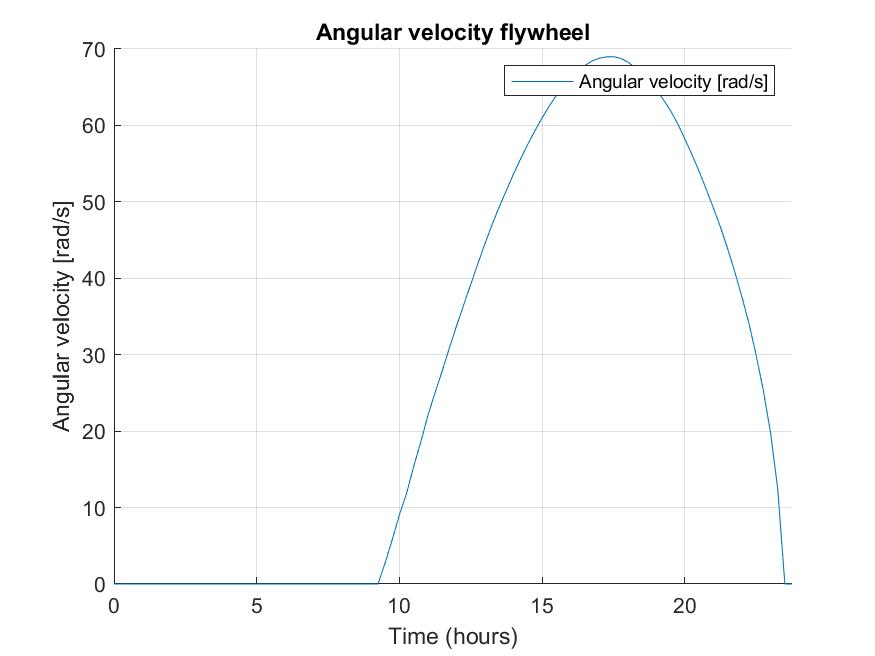 Angular velocity flywheel
Angular velocity [rad/s]
70
60
50
40
30
20
10
0
Angular velocity [rad/s]
0 5 10 15 20
Time (hours)